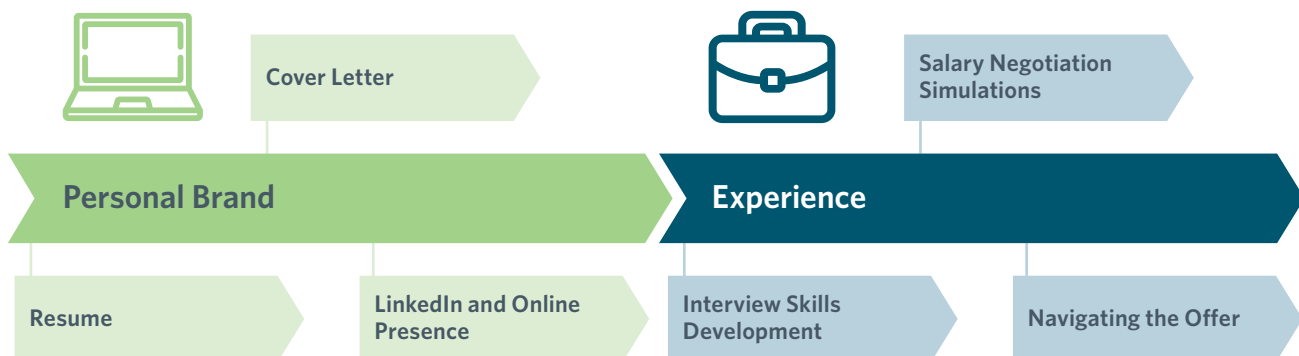 Cover Letter
Salary Negotiation
Simulations
Personal Brand
Experience
Resume
LinkedIn and Online
Presence
Interview Skills
Development
Navigating the Offer